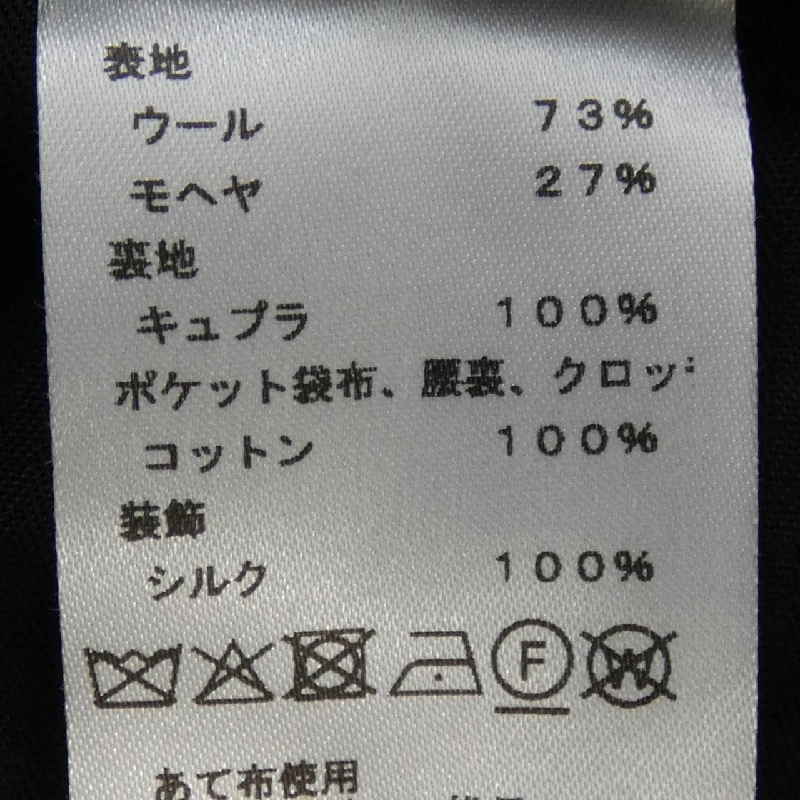 表地
ウール 73%
モヘヤ 27%
裏地
キュプラ 100%
ポケット袋布、腰裏、クロッ
コットン 100%
装飾
シルク 100%
F W
あて布使用